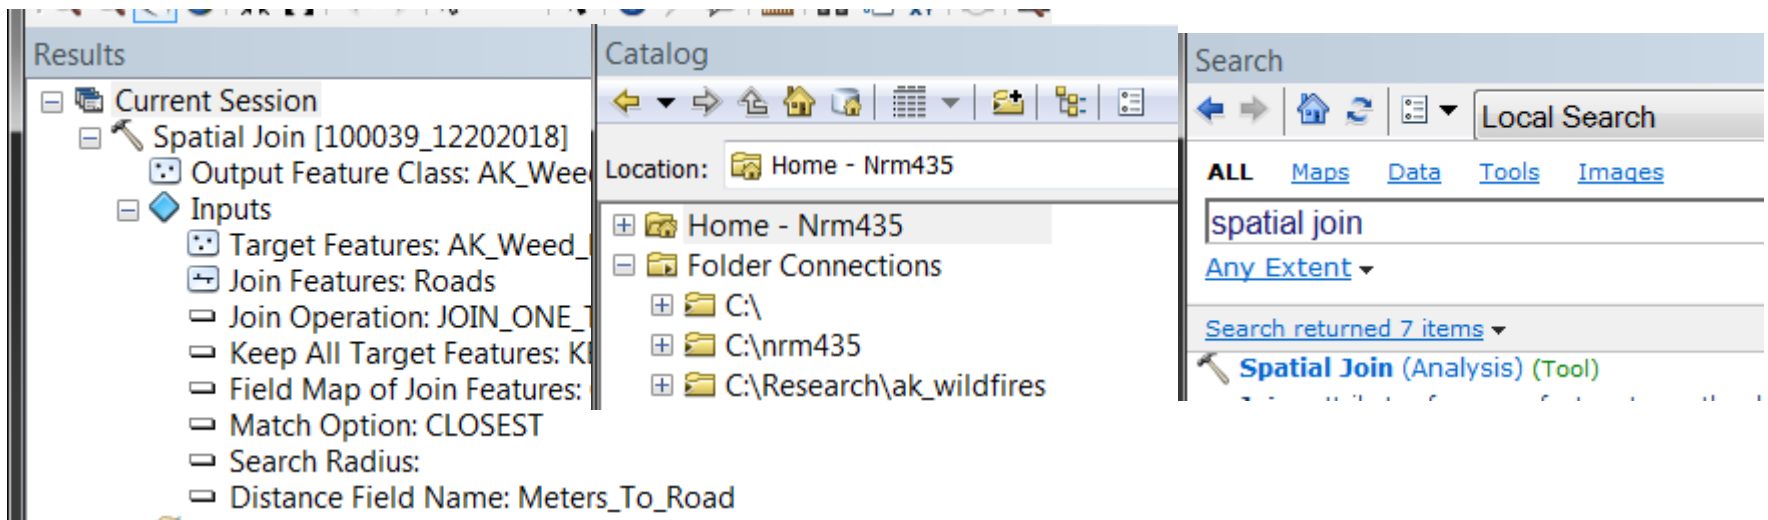 Results
Current Session
Spatial Join [100039_12202018]
Output Feature Class:
Inputs
Target Features:
Join Features: Roads
Join Operation:
Keep All Target Features:
Field Map of Join Features:
Match Option: CLOSEST
Search Radius:
Distance Field Name: Meters_To_Road
Catalog
Location: Home - Nrm435
Home - Nrm435
Folder Connections
C:\
C:\nrm435
C:\Research\ak_wildfires
Search
Local Search
ALL Maps Data Tools Images
spatial join
Any Extent
Search returned 7 items
Spatial Join (Analysis) (Tool)